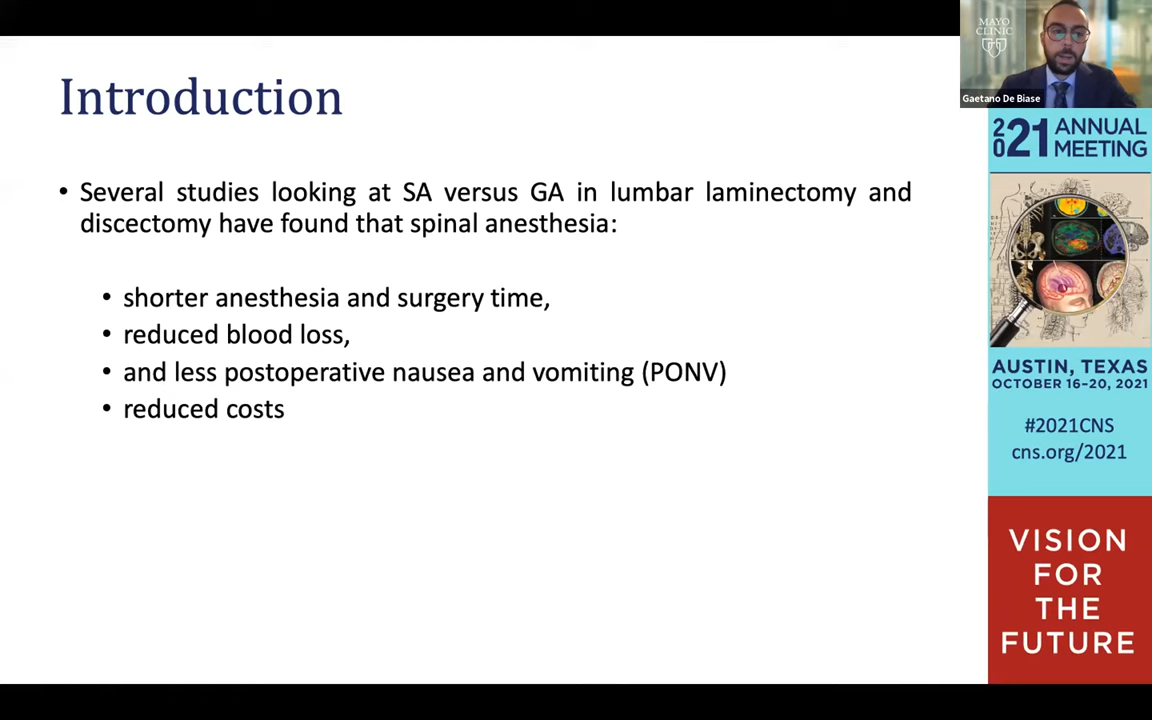 Introduction
• Several studies looking at SA versus GA in lumbar laminectomy and
discectomy have found that spinal anesthesia:
• shorter anesthesia and surgery time,
• reduced blood loss,
• and less postoperative nausea and vomiting (PONV)
• reduced costs
MAYO
CLINIC
Gaetano De Biase
2021 ANNUAL
MEETING
AUSTIN, TEXAS
OCTOBER 16–20, 2021
#2021CNS
cns.org/2021
VISION
FOR
THE
FUTURE